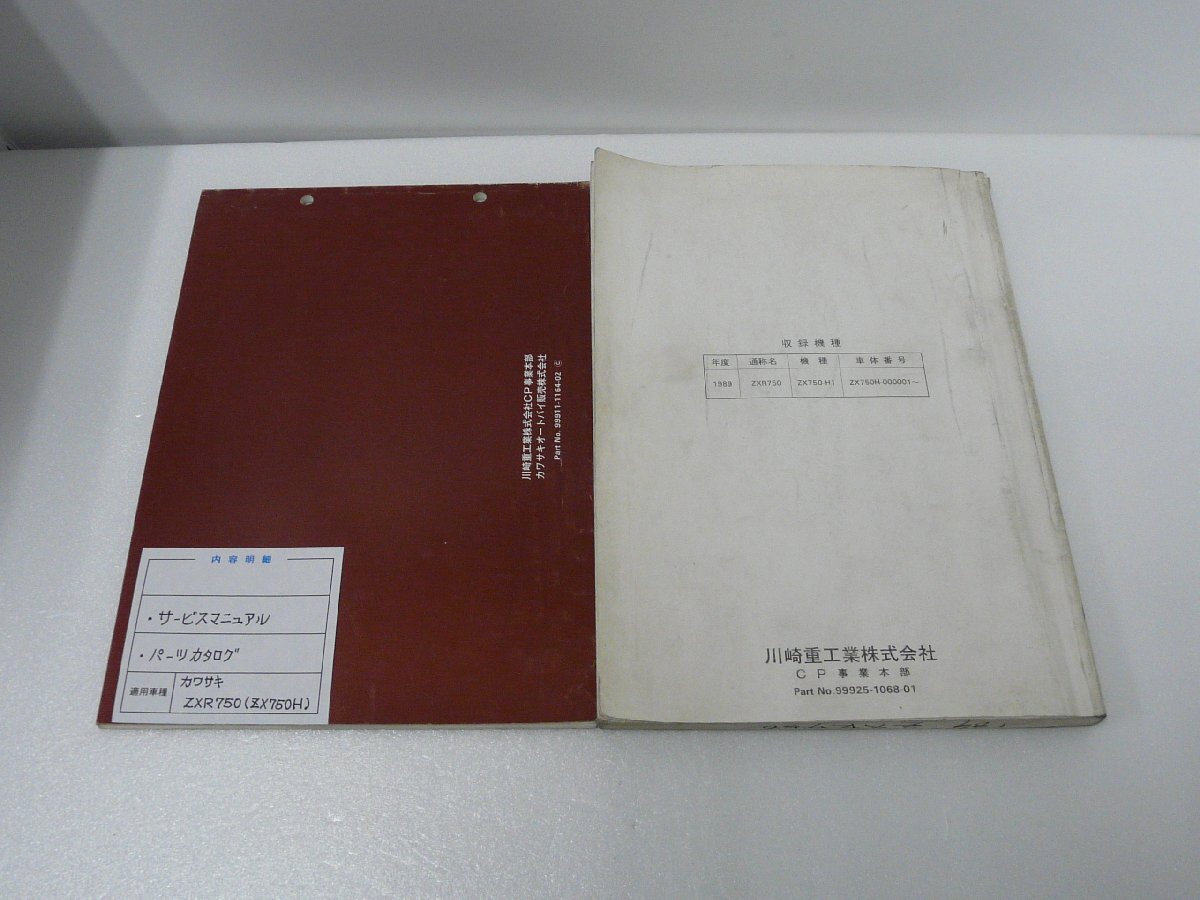 川崎重工業株式会社CP事業本部
カワサキオートバイ販売株式会社
Part No. 99911-1164-02 ©
内容明細
・サービスマニュアル
・パーツカタログ
適用車種 カワサキ
ZXR750(ZX750H)
収録機種
年度 通称名 機種 車体番号
1989 ZXR750 ZX750-H1 ZX750H-000001～
川崎重工業株式会社
CP事業本部
Part No.99925-1068-01